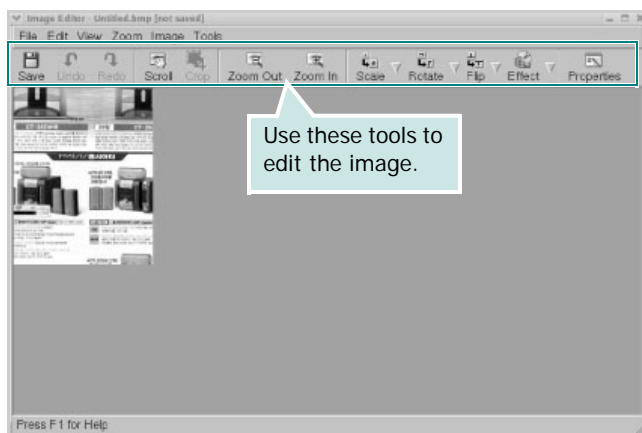 Image Editor - Untitled.bmp [not saved]
File Edit View Zoom Image Tools
Save Undo Redo Scroll Crop Zoom Out Zoom In Scale Rotate Flip Effect Properties
Use these tools to
edit the image.
Press F1 for Help